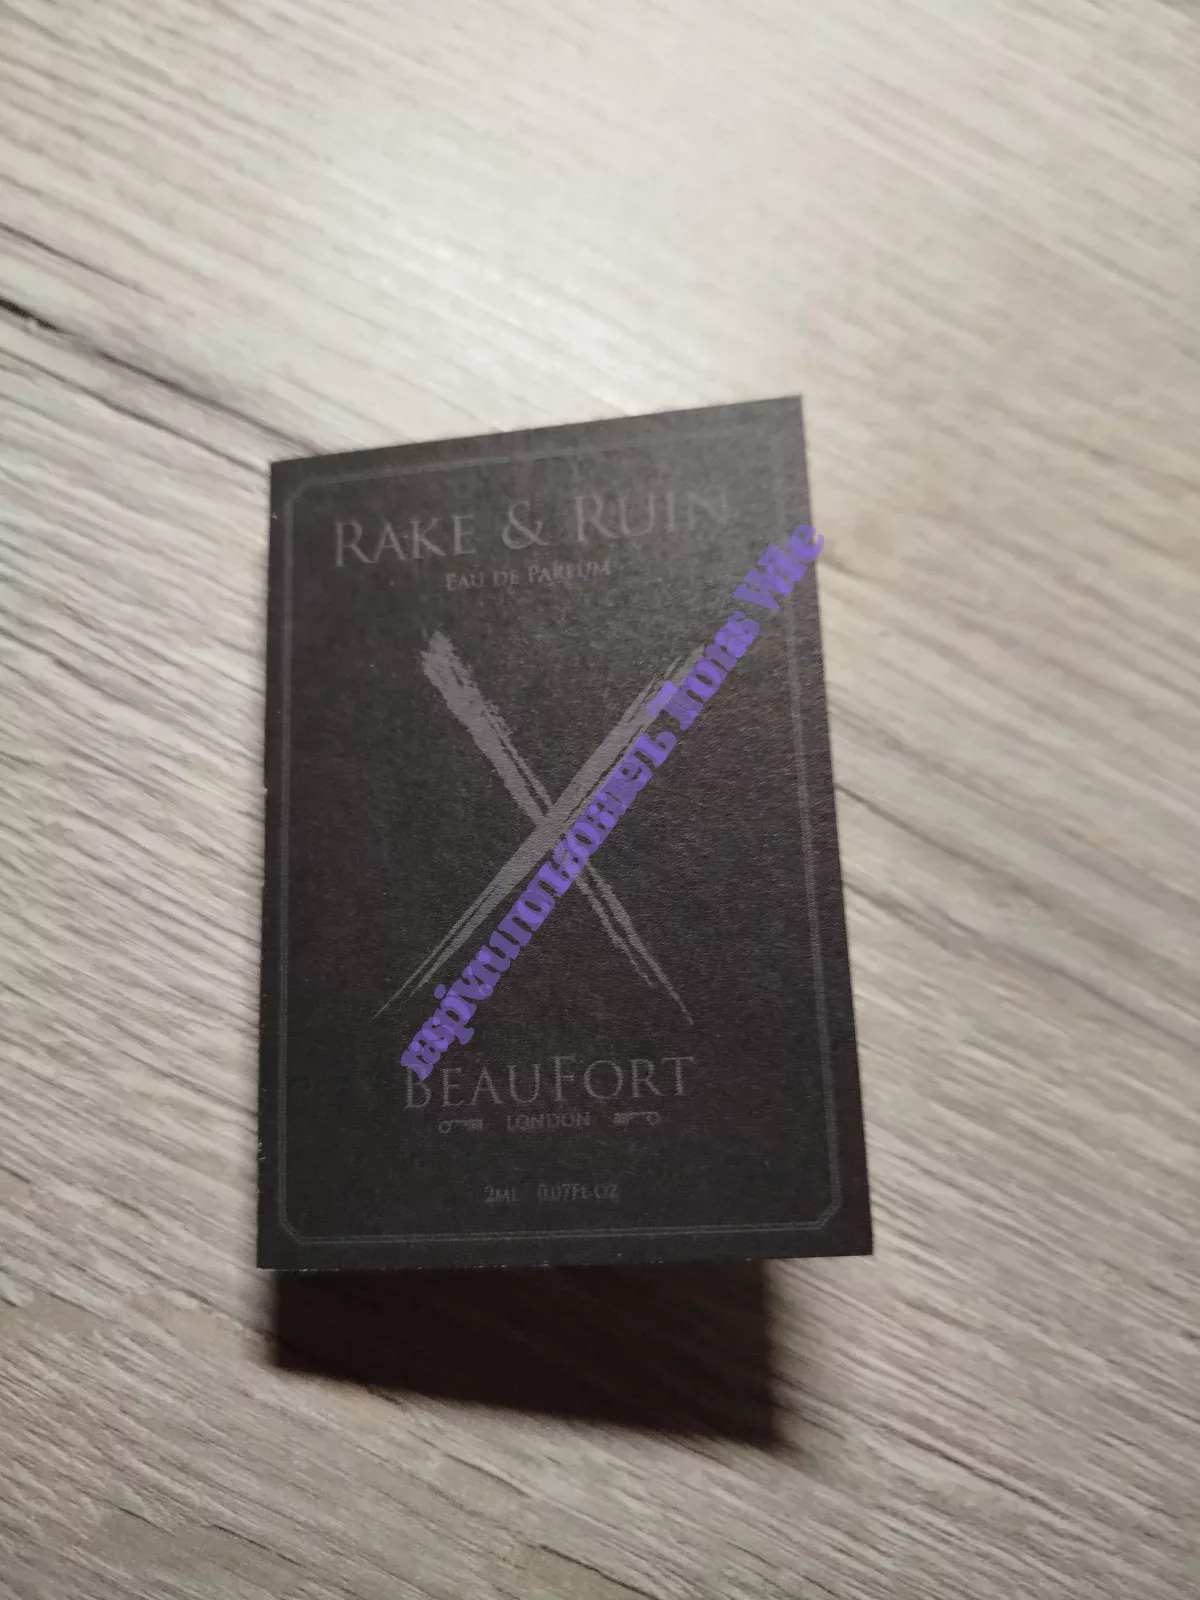 RAKE & RUIN
EAU DE PARFUM
BEAUFORT
LONDON
2ML 0.07FL OZ